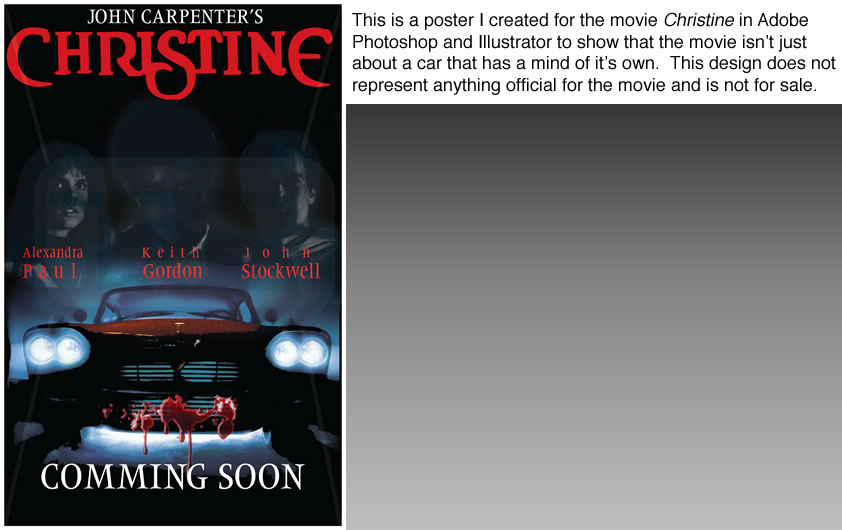 JOHN CARPENTER'S
CHRISTINE
Alexandra Paul
Keith Gordon
John Stockwell
COMMING SOON
This is a poster I created for the movie Christine in Adobe
Photoshop and Illustrator to show that the movie isn't just
about a car that has a mind of it's own.  This design does not
represent anything official for the movie and is not for sale.